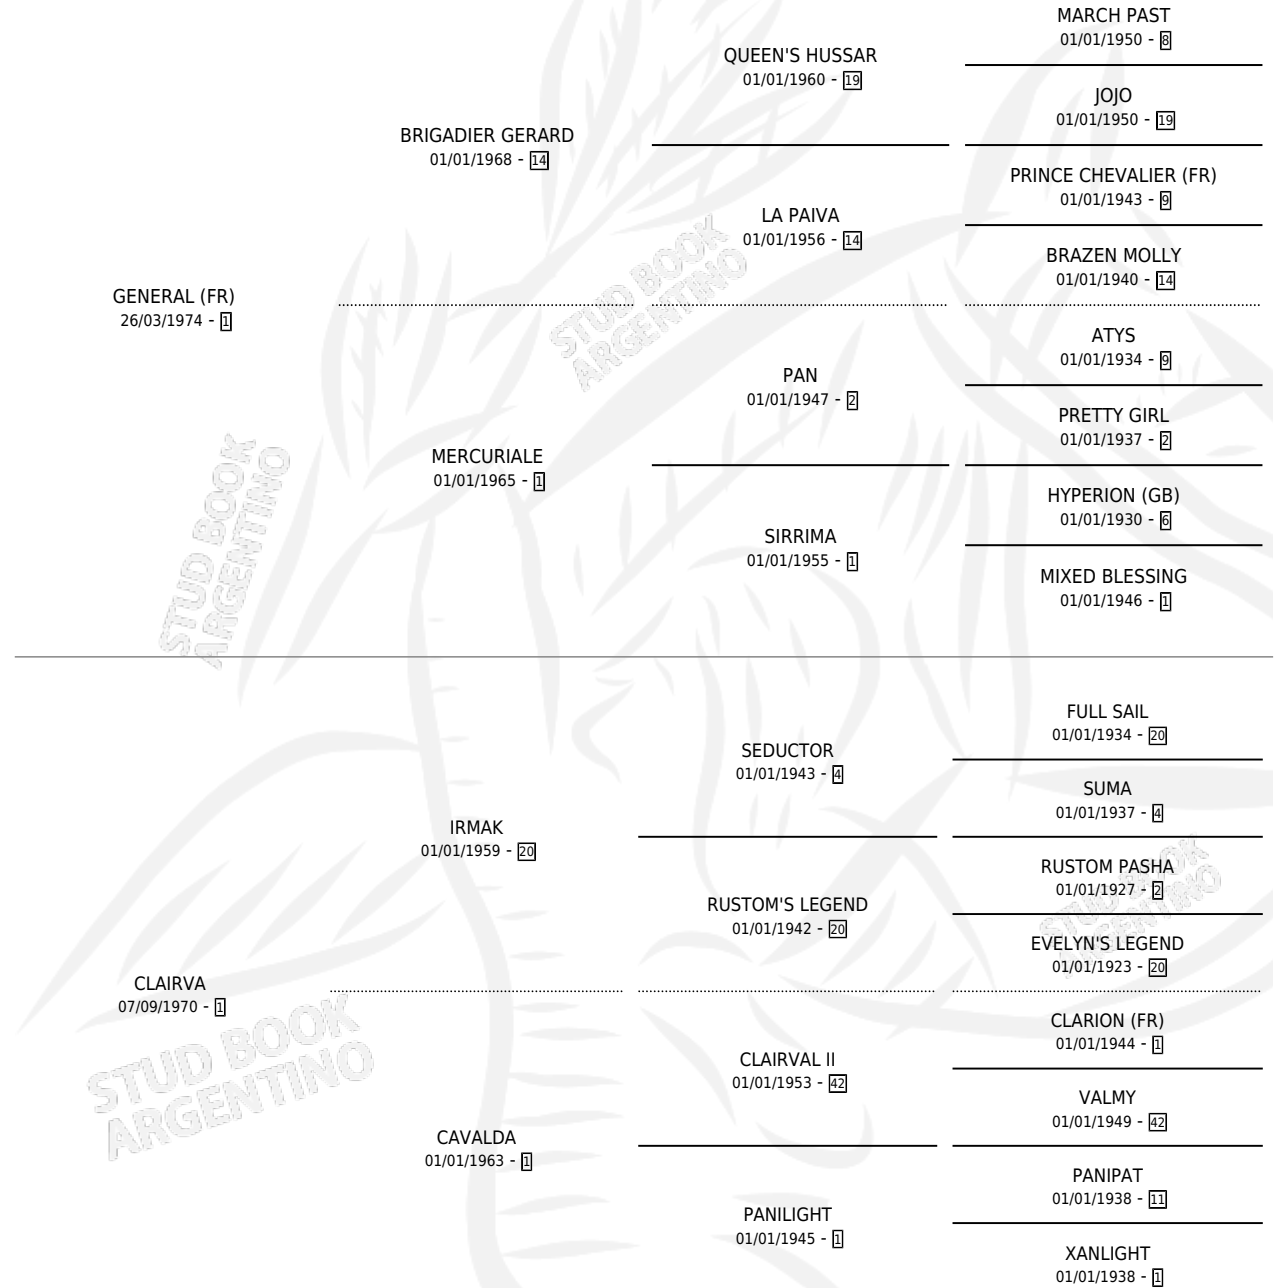 MARCH PAST
01/01/1950 - 8
QUEEN'S HUSSAR
01/01/1960 - 19
JOJO
01/01/1950 - 19
BRIGADIER GERARD
01/01/1968 - 14
PRINCE CHEVALIER (FR)
01/01/1943 - 9
LA PAIVA
01/01/1956 - 14
BRAZEN MOLLY
01/01/1940 - 14
GENERAL (FR)
26/03/1974 - 1
ATYS
01/01/1934 - 9
PAN
01/01/1947 - 2
PRETTY GIRL
01/01/1937 - 2
MERCURIALE
01/01/1965 - 1
HYPERION (GB)
01/01/1930 - 6
SIRRIMA
01/01/1955 - 1
MIXED BLESSING
01/01/1946 - 1
FULL SAIL
01/01/1934 - 20
SEDUCTOR
01/01/1943 - 4
SUMA
01/01/1937 - 4
IRMAK
01/01/1959 - 20
RUSTOM PASHA
01/01/1927 - 2
RUSTOM'S LEGEND
01/01/1942 - 20
EVELYN'S LEGEND
01/01/1923 - 20
CLAIRVA
07/09/1970 - 1
CLARION (FR)
01/01/1944 - 1
CLAIRVAL II
01/01/1953 - 42
VALMY
01/01/1949 - 42
CAVALDA
01/01/1963 - 1
PANIPAT
01/01/1938 - 11
PANILIGHT
01/01/1945 - 1
XANLIGHT
01/01/1938 - 1
STUD BOOK
ARGENTINO
STUD BOOK
ARGENTINO
STUD BOOK
ARGENTINO
STUD BOOK
ARGENTINO